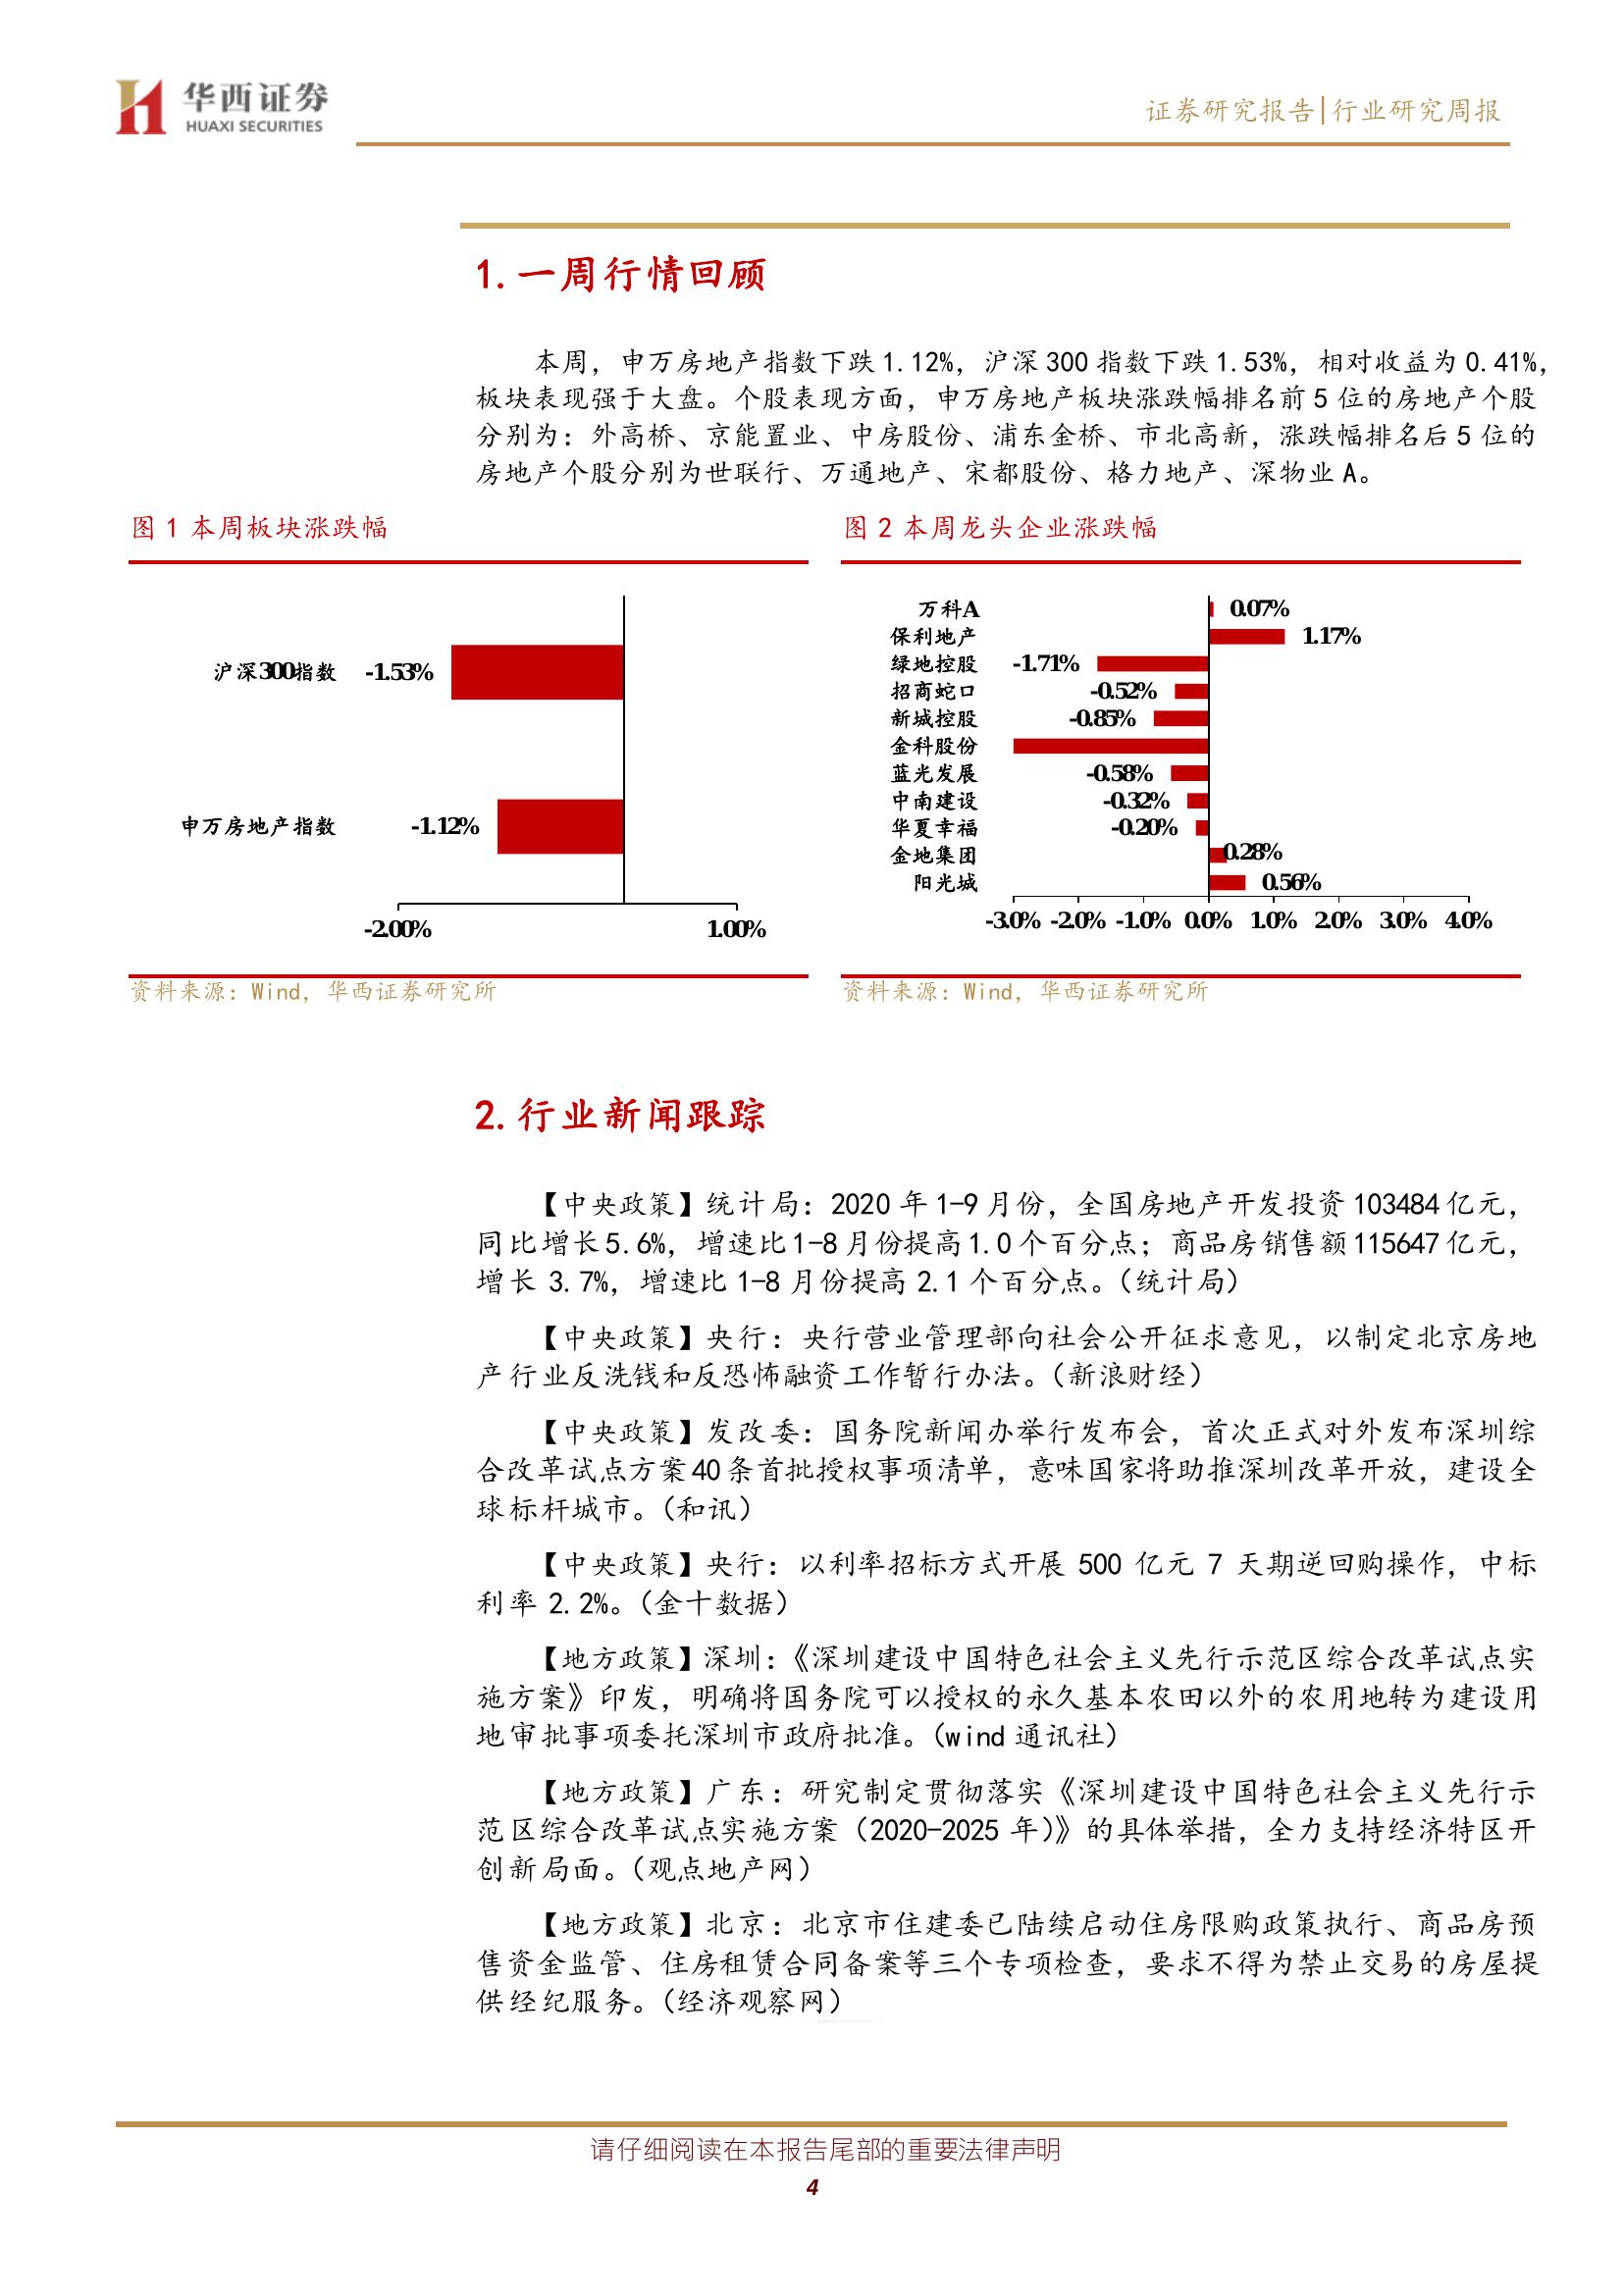 华西证券
HUAXI SECURITIES
证券研究报告|行业研究周报
1. 一周行情回顾
本周，申万房地产指数下跌 1.12%，沪深 300 指数下跌 1.53%，相对收益为 0.41%，
板块表现强于大盘。个股表现方面，申万房地产板块涨跌幅排名前 5 位的房地产个股
分别为：外高桥、京能置业、中房股份、浦东金桥、市北高新，涨跌幅排名后 5 位的
房地产个股分别为世联行、万通地产、宋都股份、格力地产、深物业 A。
图 1 本周板块涨跌幅
沪深300指数 -1.53%
申万房地产指数 -1.12%
-2.00% 1.00%
资料来源：Wind，华西证券研究所
图 2 本周龙头企业涨跌幅
万科A 0.07%
保利地产 1.17%
绿地控股 -1.71%
招商蛇口 -0.52%
新城控股 -0.85%
金科股份
蓝光发展 -0.58%
中南建设 -0.32%
华夏幸福 -0.20%
金地集团 0.28%
阳光城 0.56%
-3.0% -2.0% -1.0% 0.0% 1.0% 2.0% 3.0% 4.0%
资料来源：Wind，华西证券研究所
2. 行业新闻跟踪
【中央政策】统计局：2020 年 1-9 月份，全国房地产开发投资 103484 亿元，
同比增长 5.6%，增速比 1-8 月份提高 1.0 个百分点；商品房销售额 115647 亿元，
增长 3.7%，增速比 1-8 月份提高 2.1 个百分点。（统计局）
【中央政策】央行：央行营业管理部向社会公开征求意见，以制定北京房地
产行业反洗钱和反恐怖融资工作暂行办法。（新浪财经）
【中央政策】发改委：国务院新闻办举行发布会，首次正式对外发布深圳综
合改革试点方案 40 条首批授权事项清单，意味国家将助推深圳改革开放，建设全
球标杆城市。（和讯）
【中央政策】央行：以利率招标方式开展 500 亿元 7 天期逆回购操作，中标
利率 2.2%。（金十数据）
【地方政策】深圳：《深圳建设中国特色社会主义先行示范区综合改革试点实
施方案》印发，明确将国务院可以授权的永久基本农田以外的农用地转为建设用
地审批事项委托深圳市政府批准。（wind 通讯社）
【地方政策】广东：研究制定贯彻落实《深圳建设中国特色社会主义先行示
范区综合改革试点实施方案（2020-2025 年）》的具体举措，全力支持经济特区开
创新局面。（观点地产网）
【地方政策】北京：北京市住建委已陆续启动住房限购政策执行、商品房预
售资金监管、住房租赁合同备案等三个专项检查，要求不得为禁止交易的房屋提
供经纪服务。（经济观察网）
请仔细阅读在本报告尾部的重要法律声明
4